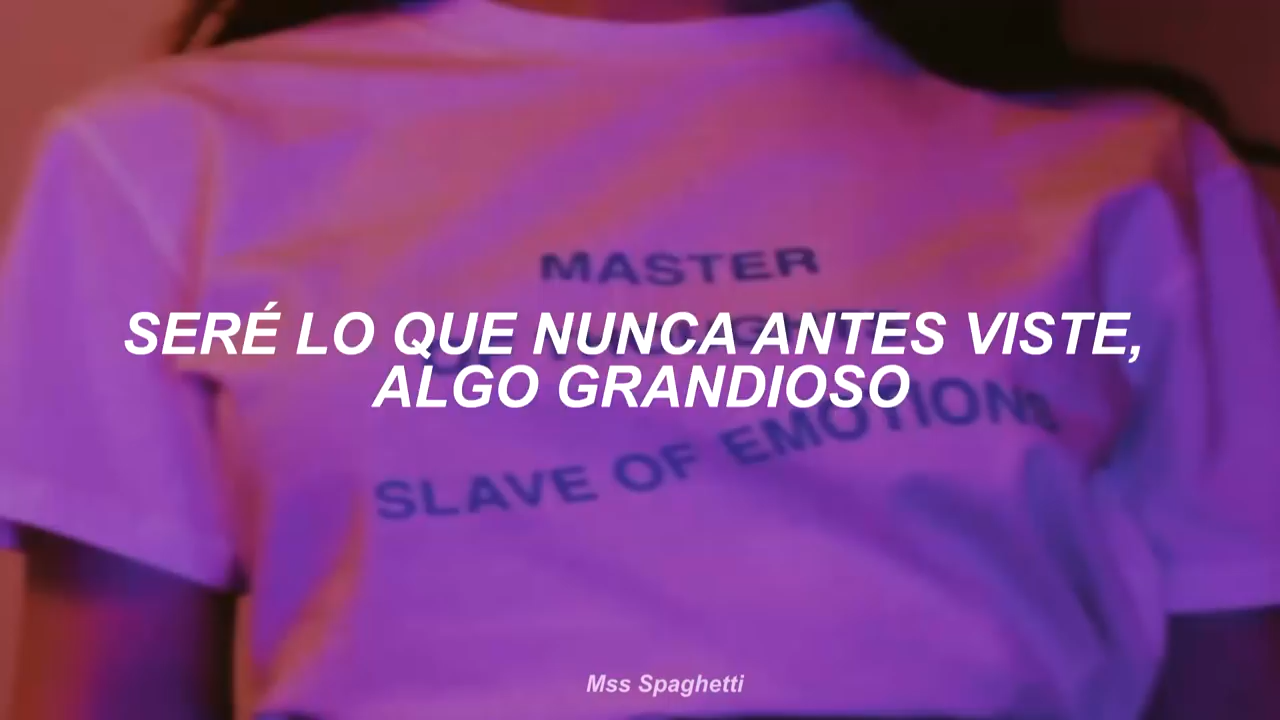 MASTER
SERÉ LO QUE NUNCA ANTES VISTE,
ALGO GRANDIOSO
SLAVE OF EMOTIONS
Mss Spaghetti